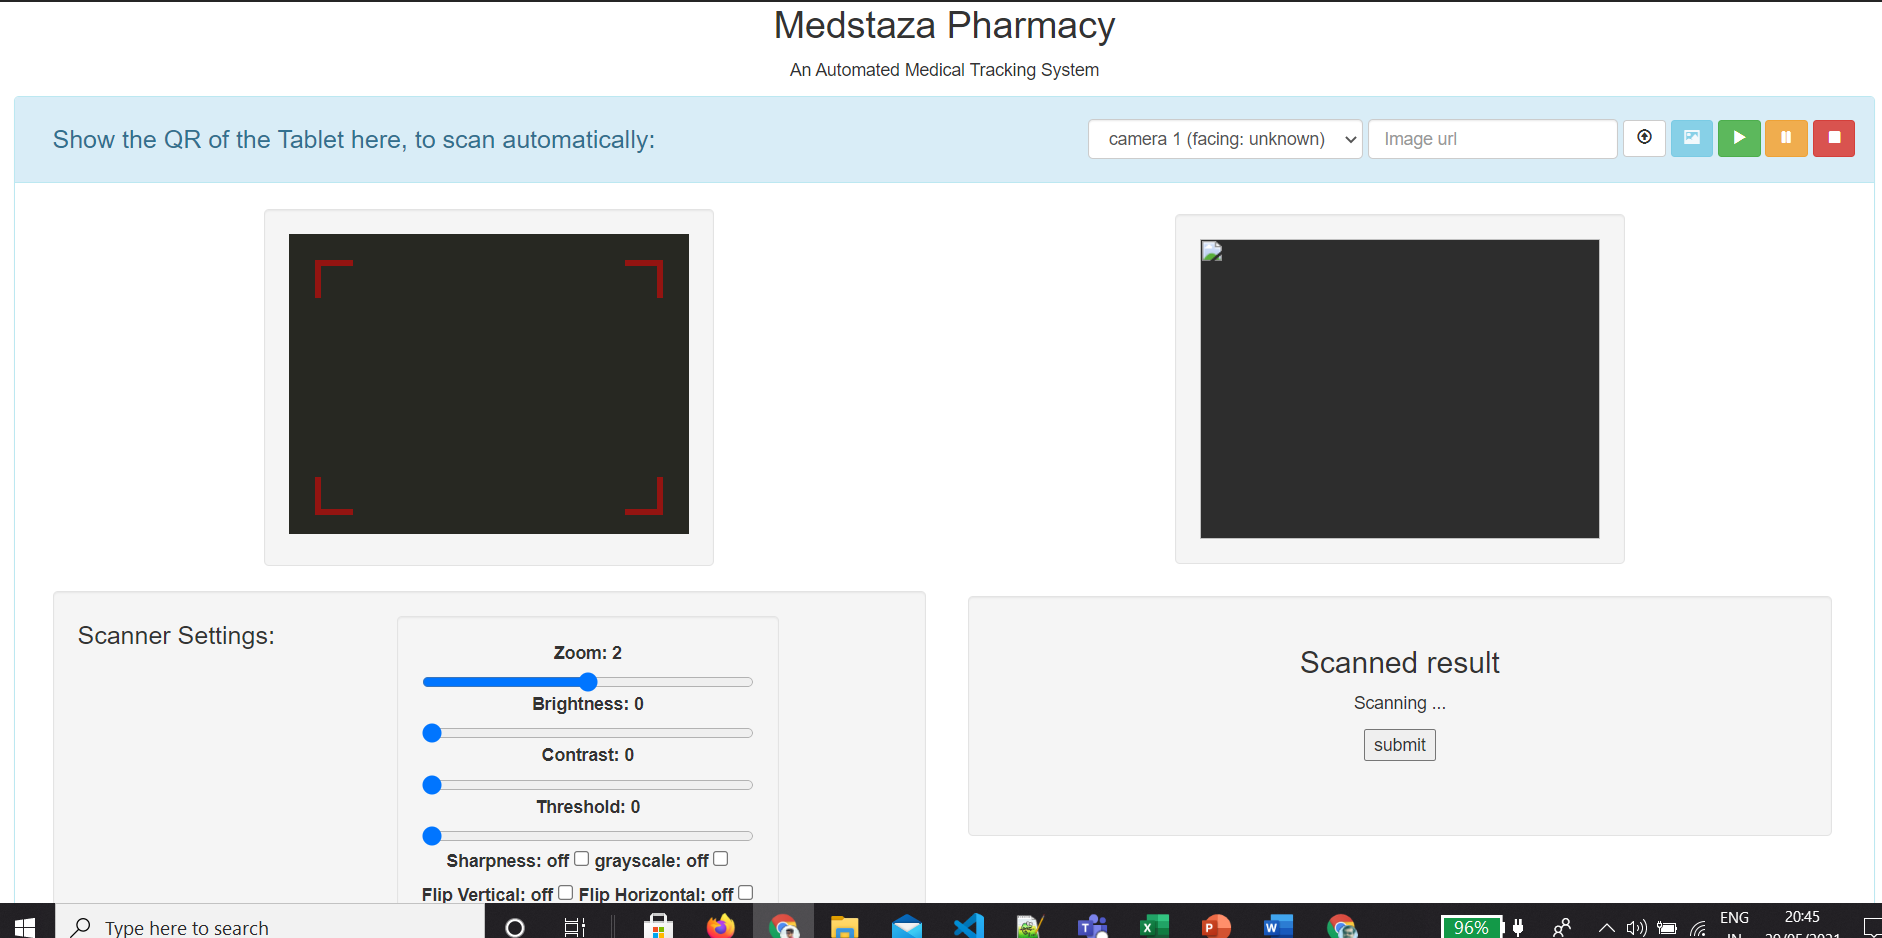 Medstaza Pharmacy
An Automated Medical Tracking System
Show the QR of the Tablet here, to scan automatically:
camera 1 (facing: unknown)
Image url
Scanner Settings:
Zoom: 2
Brightness: 0
Contrast: 0
Threshold: 0
Sharpness: off grayscale: off
Flip Vertical: off Flip Horizontal: off
Scanned result
Scanning ...
submit
Type here to search
96%
ENG
IN
20:45